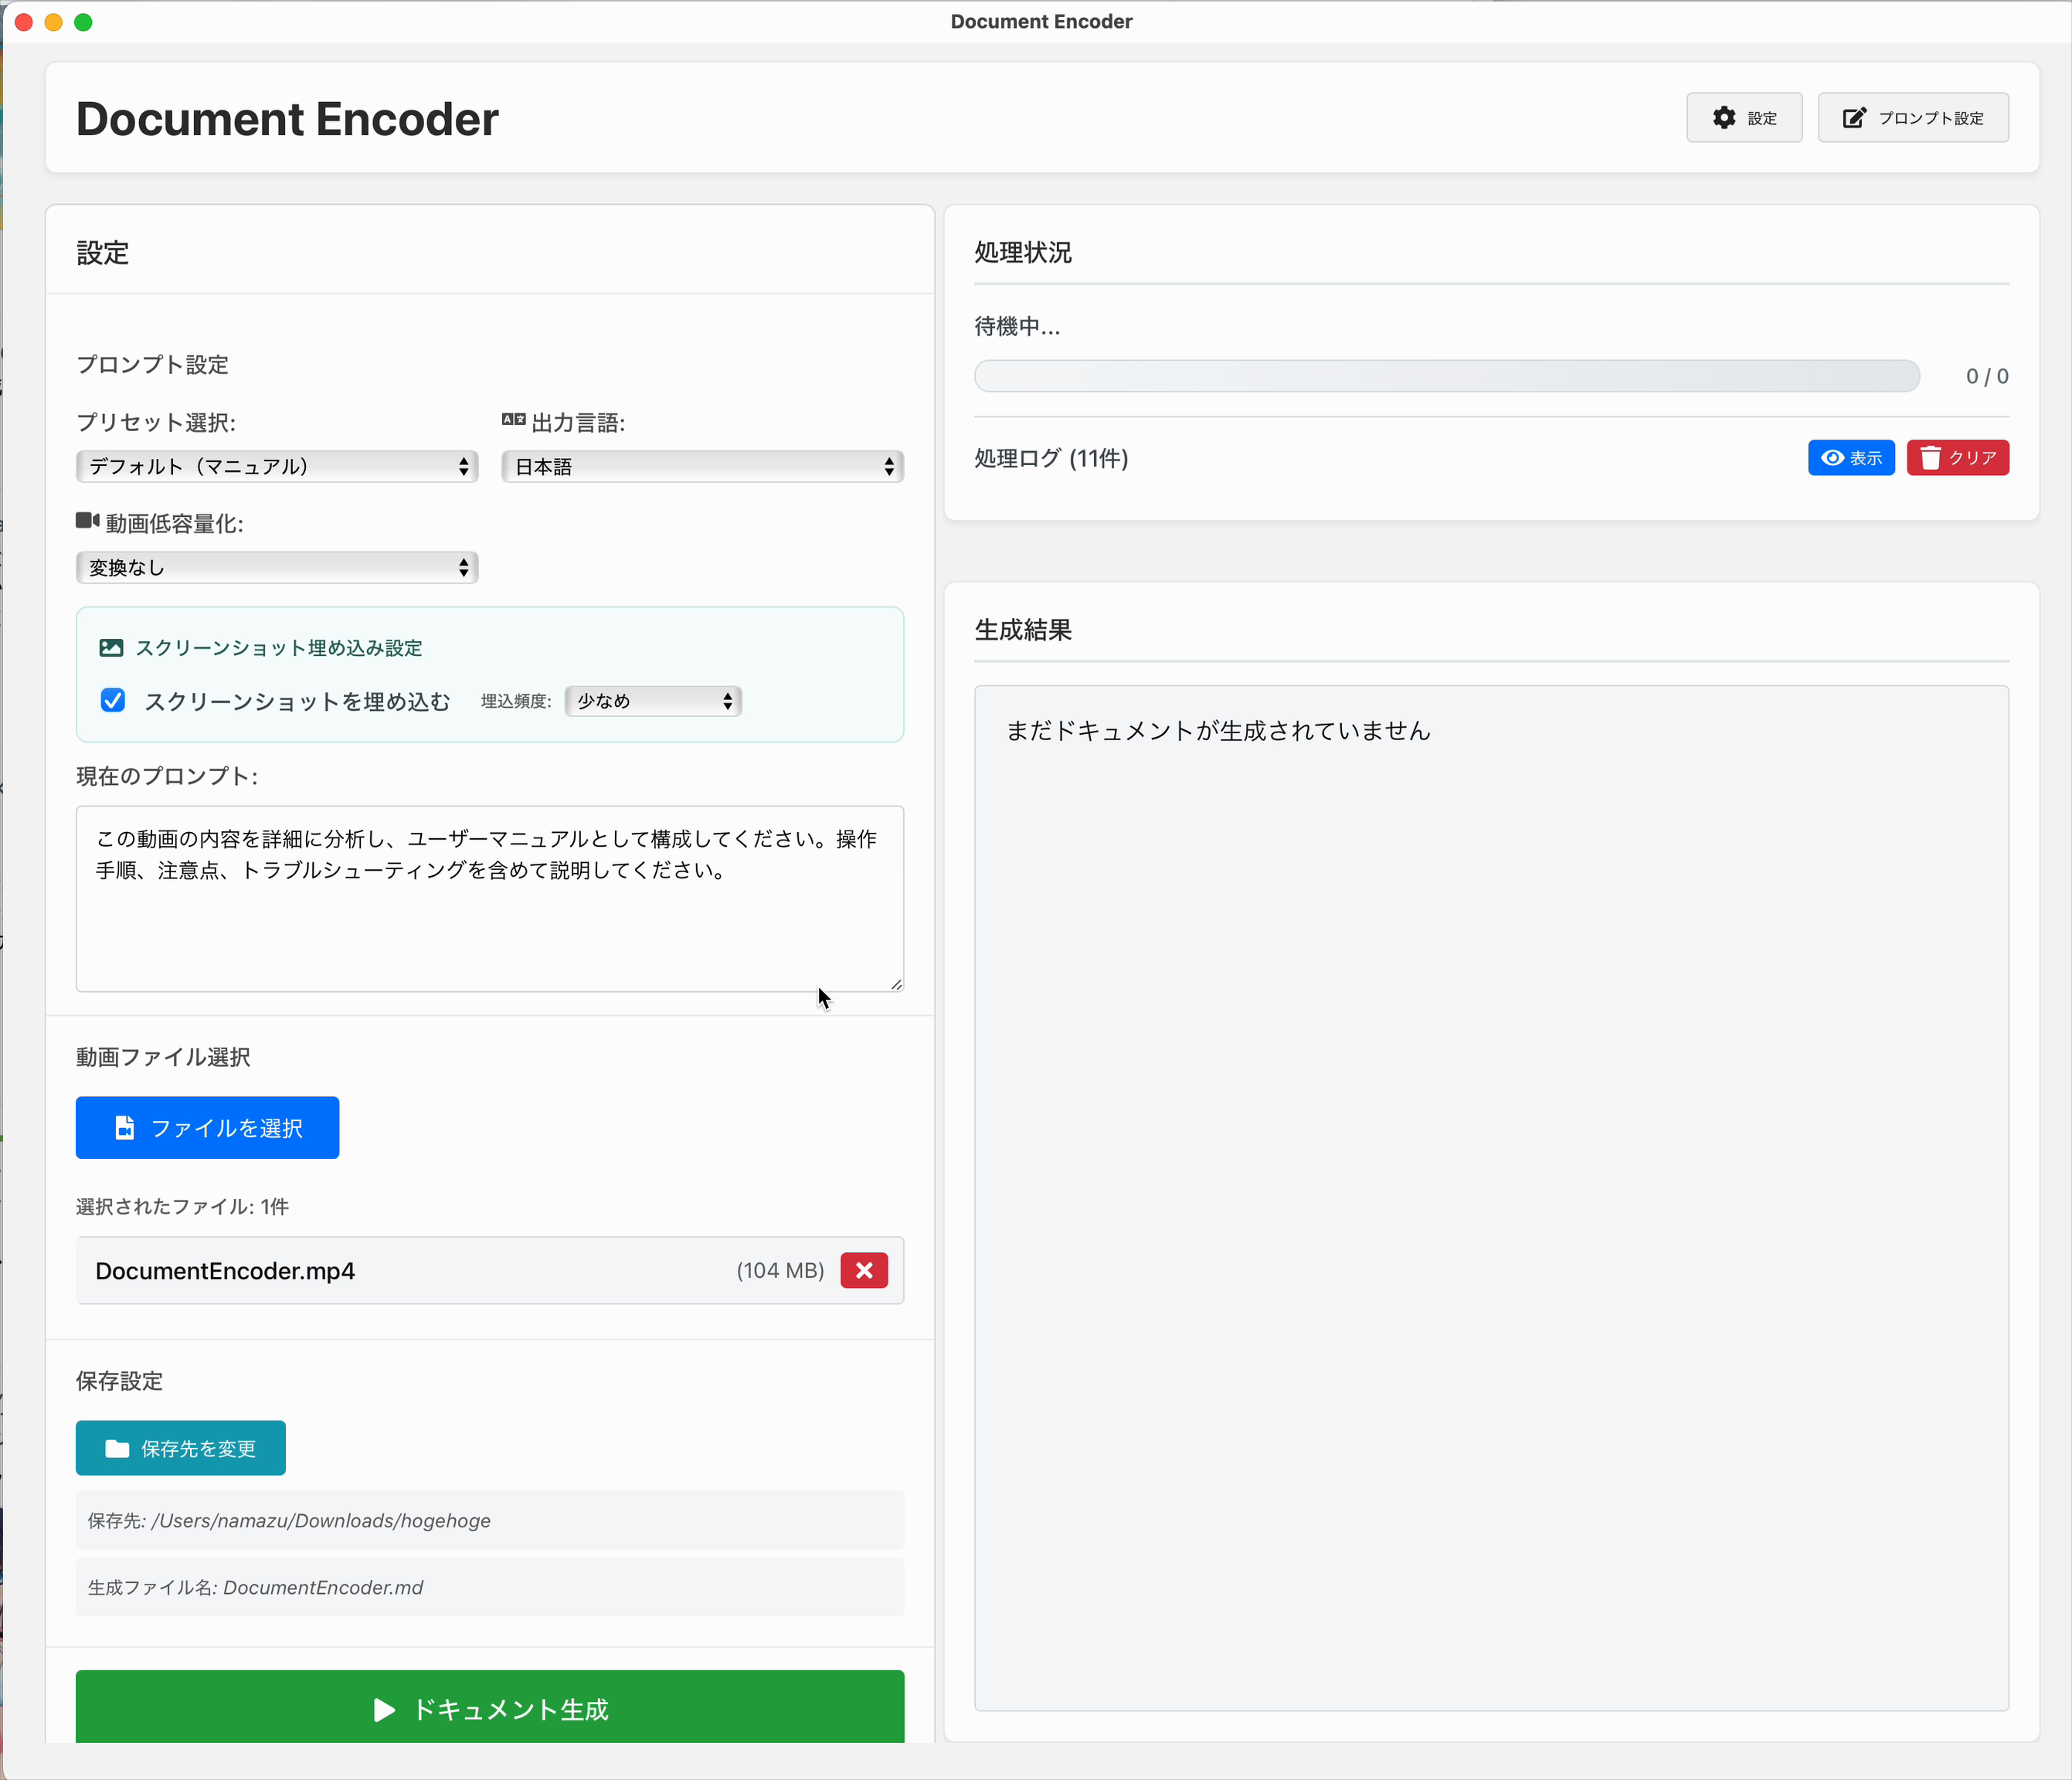 Document Encoder
Document Encoder
設定
プロンプト設定
設定
プロンプト設定
プリセット選択:
出力言語:
デフォルト（マニュアル）
日本語
動画低容量化:
変換なし
スクリーンショット埋め込み設定
スクリーンショットを埋め込む
埋込頻度:
少なめ
現在のプロンプト:
この動画の内容を詳細に分析し、ユーザーマニュアルとして構成してください。操作
手順、注意点、トラブルシューティングを含めて説明してください。
動画ファイル選択
ファイルを選択
選択されたファイル: 1件
DocumentEncoder.mp4
(104 MB)
保存設定
保存先を変更
保存先: /Users/namazu/Downloads/hogehoge
生成ファイル名: DocumentEncoder.md
ドキュメント生成
処理状況
待機中...
0 / 0
処理ログ (11件)
表示
クリア
生成結果
まだドキュメントが生成されていません